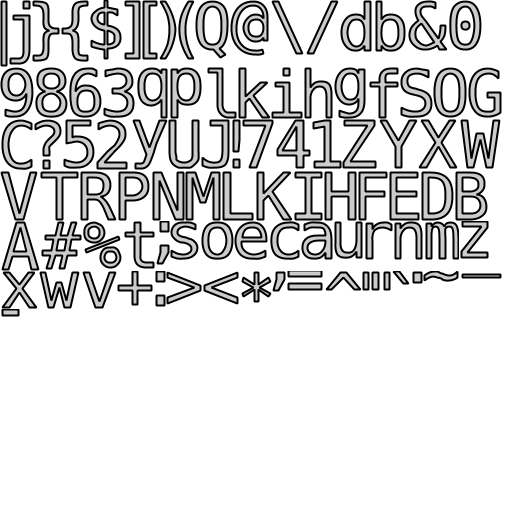 |j}{$][)(Q@\/db&0
9863qplkihgfSOG
C?52yUJ!741ZYXW
VTRPNMLKIHFEDB
A#%t;soecaurnmz
xwv+:><*'=^"`.~-
_